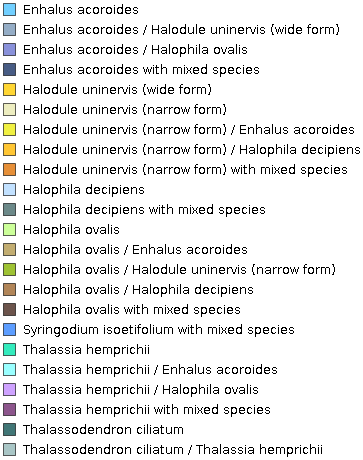 Enhalus acoroides
Enhalus acoroides / Halodule uninervis (wide form)
Enhalus acoroides / Halophila ovalis
Enhalus acoroides with mixed species
Halodule uninervis (wide form)
Halodule uninervis (narrow form)
Halodule uninervis (narrow form) / Enhalus acoroides
Halodule uninervis (narrow form) / Halophila decipiens
Halodule uninervis (narrow form) with mixed species
Halophila decipiens
Halophila decipiens with mixed species
Halophila ovalis
Halophila ovalis / Enhalus acoroides
Halophila ovalis / Halodule uninervis (narrow form)
Halophila ovalis / Halophila decipiens
Halophila ovalis with mixed species
Syringodium isoetifolium with mixed species
Thalassia hemprichii
Thalassia hemprichii / Enhalus acoroides
Thalassia hemprichii / Halophila ovalis
Thalassia hemprichii with mixed species
Thalassodendron ciliatum
Thalassodendron ciliatum / Thalassia hemprichii